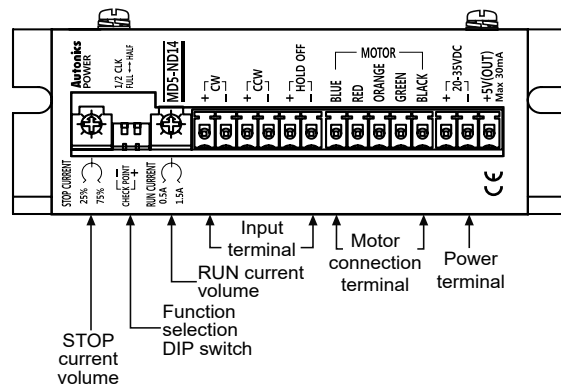 Autonics
POWER
1/2 CLK
FULL ↔ HALF
MD5-ND14
+ CW −
+ CCW −
+ HOLD OFF −
MOTOR
BLUE
RED
ORANGE
GREEN
BLACK
+ 20-35VDC −
+5V(OUT)
Max 30mA
STOP CURRENT
25%
75%
− +
CHECK POINT
RUN CURRENT
0.5A
1.5A
CE
Input
terminal
Motor
connection
terminal
Power
terminal
RUN current
volume
Function
selection
DIP switch
STOP
current
volume